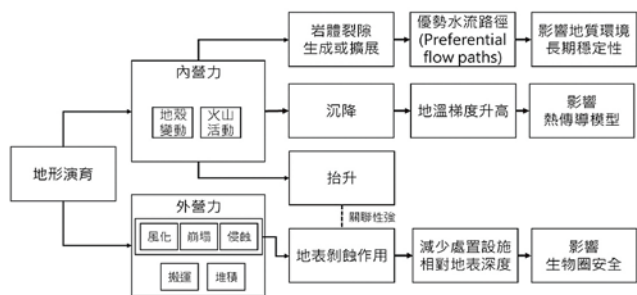 地形演育
內營力
地殼
變動
火山
活動
外營力
風化
崩塌
侵蝕
搬運
堆積
岩體裂隙
生成或擴展
優勢水流路徑
(Preferential
flow paths)
影響地質環境
長期穩定性
沉降
地溫梯度升高
影響
熱傳導模型
抬升
關聯性強
地表剝蝕作用
減少處置設施
相對地表深度
影響
生物圈安全